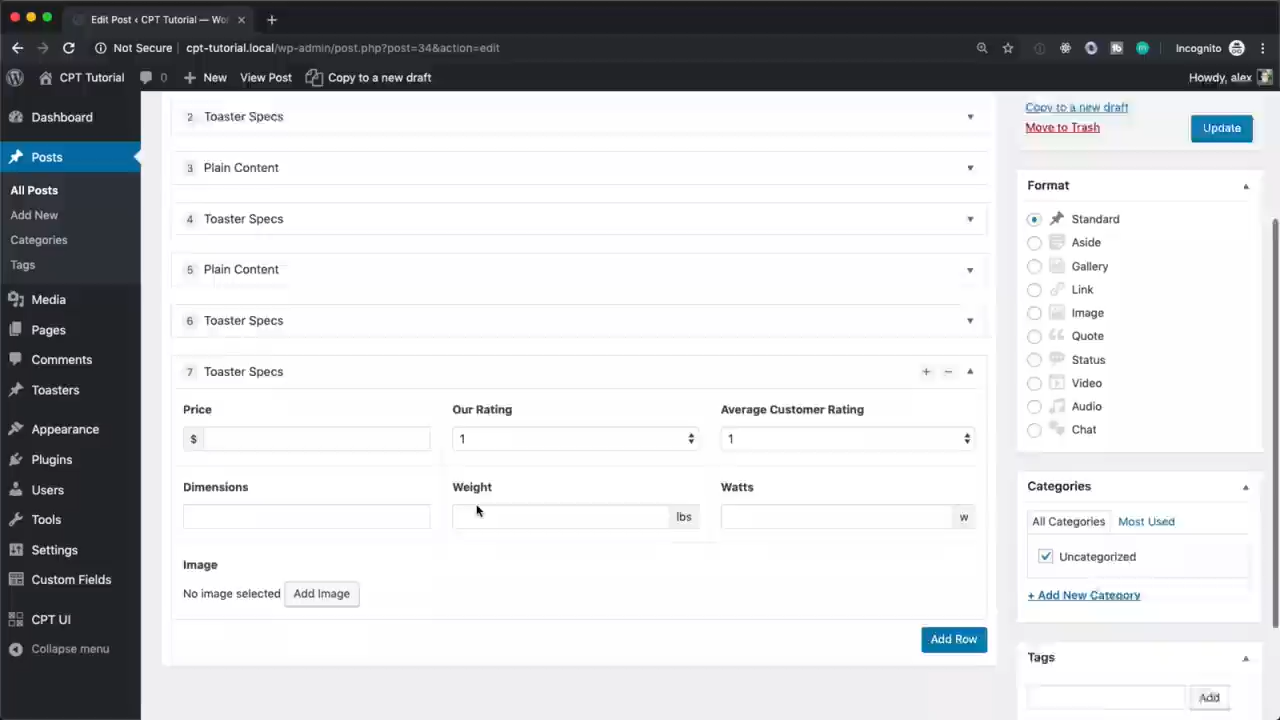 Edit Post ‹ CPT Tutorial — Wo
Not Secure cpt-tutorial.local/wp-admin/post.php?post=34&action=edit
Incognito
CPT Tutorial 0 New View Post Copy to a new draft
Howdy, alex
Dashboard
Posts
All Posts
Add New
Categories
Tags
Media
Pages
Comments
Toasters
Appearance
Plugins
Users
Tools
Settings
Custom Fields
CPT UI
Collapse menu
2 Toaster Specs
3 Plain Content
4 Toaster Specs
5 Plain Content
6 Toaster Specs
7 Toaster Specs
Price Our Rating Average Customer Rating
$ 1 1
Dimensions Weight Watts
lbs w
Image
No image selected Add Image
Add Row
Copy to a new draft
Move to Trash
Update
Format
Standard
Aside
Gallery
Link
Image
Quote
Status
Video
Audio
Chat
Categories
All Categories Most Used
Uncategorized
+ Add New Category
Tags
Add